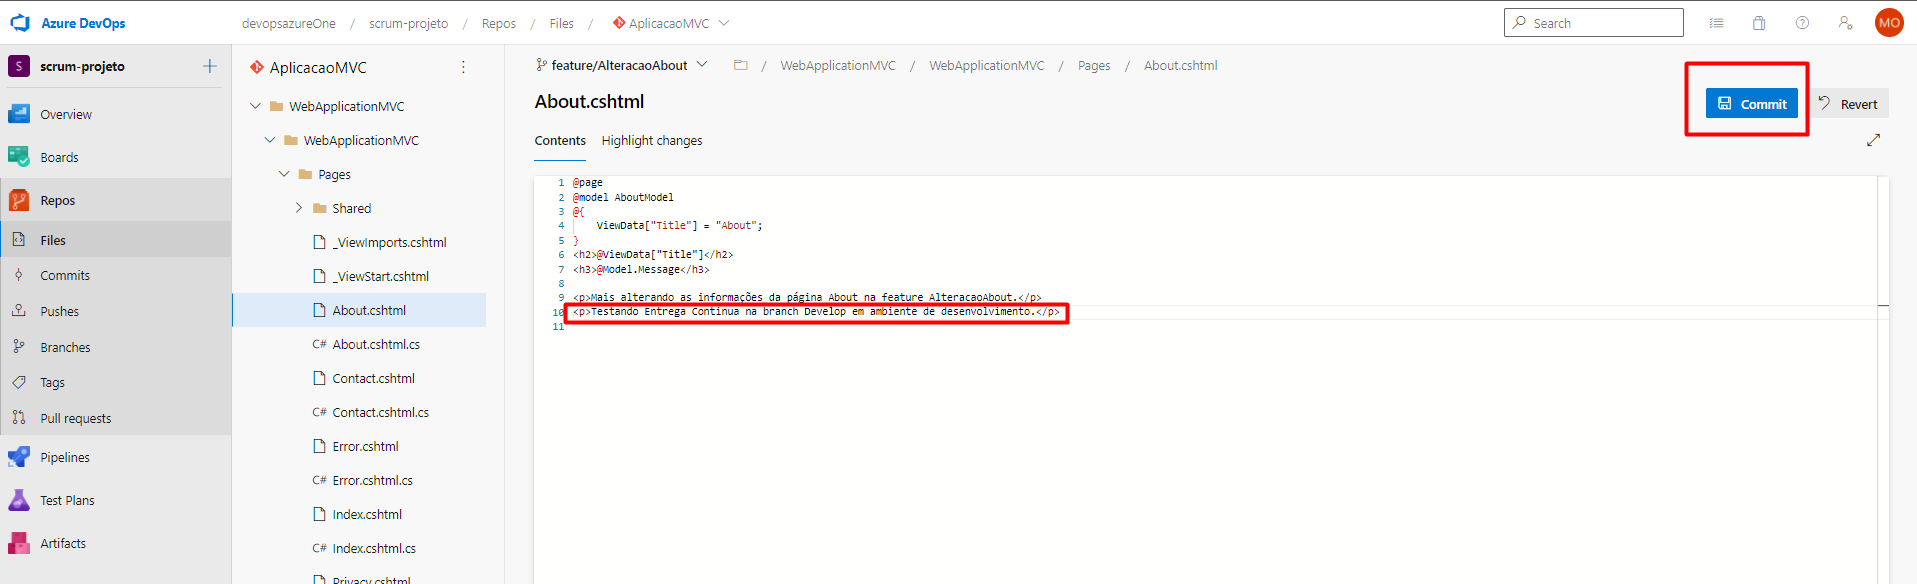 Azure DevOps
devopsazureOne / scrum-projeto / Repos / Files / AplicacaoMVC
Search
MO
S scrum-projeto
Overview
Boards
Repos
Files
Commits
Pushes
Branches
Tags
Pull requests
Pipelines
Test Plans
Artifacts
AplicacaoMVC
WebApplicationMVC
WebApplicationMVC
Pages
Shared
_ViewImports.cshtml
_ViewStart.cshtml
About.cshtml
C# About.cshtml.cs
Contact.cshtml
C# Contact.cshtml.cs
Error.cshtml
C# Error.cshtml.cs
Index.cshtml
C# Index.cshtml.cs
Privacy.cshtml
feature/AlteracaoAbout / WebApplicationMVC / WebApplicationMVC / Pages / About.cshtml
About.cshtml
Commit
Revert
Contents Highlight changes
1 @page
2 @model AboutModel
3 @{
4 ViewData["Title"] = "About";
5 }
6 <h2>@ViewData["Title"]</h2>
7 <h3>@Model.Message</h3>
8
9 <p>Mais alterando as informações da página About na feature AlteracaoAbout.</p>
10 <p>Testando Entrega Continua na branch Develop em ambiente de desenvolvimento.</p>
11